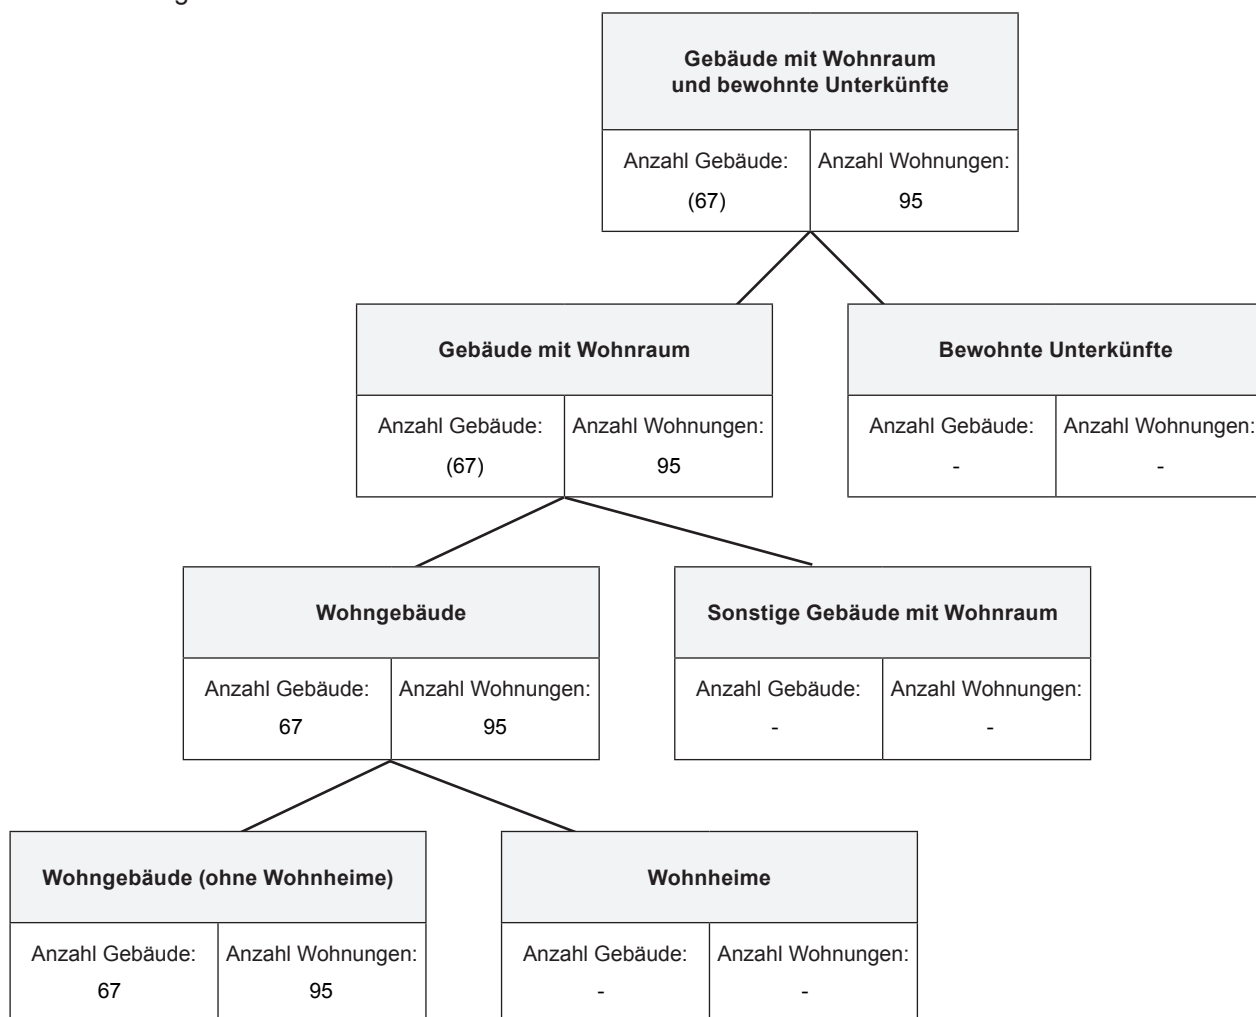 Gebäude mit Wohnraum
und bewohnte Unterkünfte
Anzahl Gebäude: Anzahl Wohnungen:
(67) 95
Gebäude mit Wohnraum
Bewohnte Unterkünfte
Anzahl Gebäude: Anzahl Wohnungen:
(67) 95
Anzahl Gebäude: Anzahl Wohnungen:
- -
Wohngebäude
Sonstige Gebäude mit Wohnraum
Anzahl Gebäude: Anzahl Wohnungen:
67 95
Anzahl Gebäude: Anzahl Wohnungen:
- -
Wohngebäude (ohne Wohnheime)
Wohnheime
Anzahl Gebäude: Anzahl Wohnungen:
67 95
Anzahl Gebäude: Anzahl Wohnungen:
- -